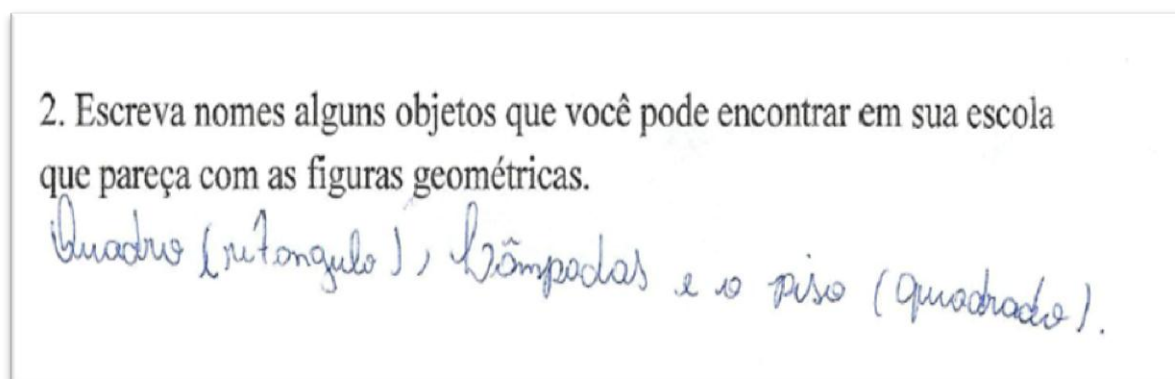 2. Escreva nomes alguns objetos que você pode encontrar em sua escola
que pareça com as figuras geométricas.
Quadro (retangulo), Lâmpadas e o piso (quadrado).